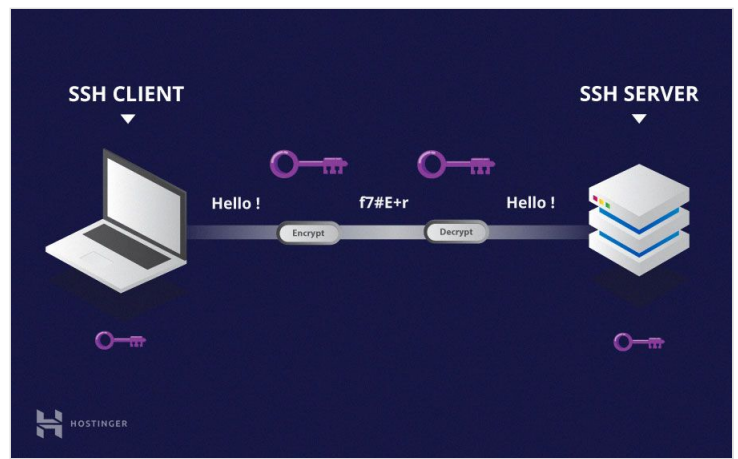 SSH CLIENT
SSH SERVER
Hello !
f7#E+r
Hello !
Encrypt
Decrypt
HOSTINGER